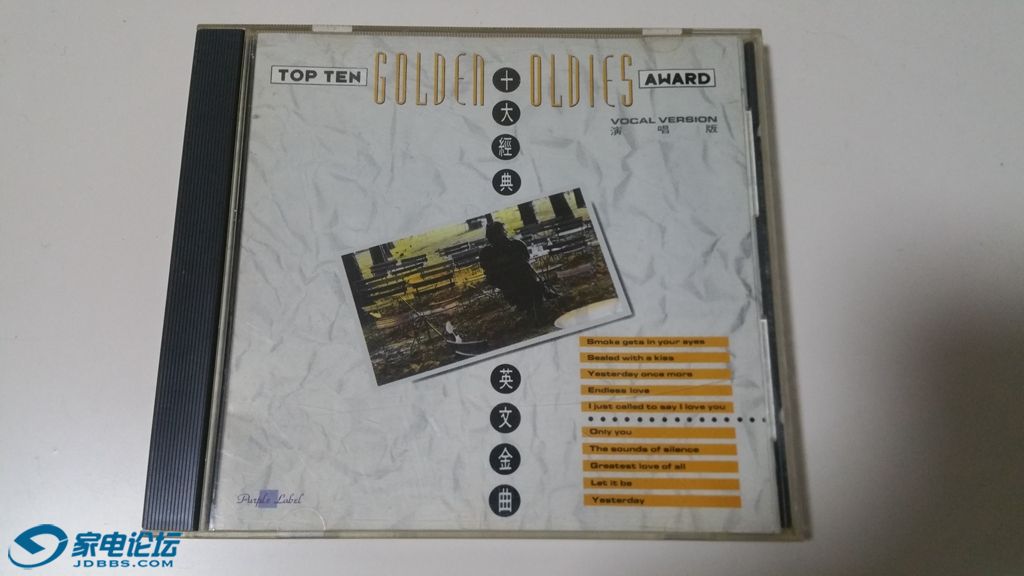 TOP TEN GOLDEN OLDIES AWARD
十大經典
VOCAL VERSION
演唱版
Smoke gets in your eyes
Sealed with a kiss
Yesterday once more
Endless love
I just called to say I love you
Only you
The sounds of silence
Greatest love of all
Let it be
Yesterday
英文金曲
Purple Label
家电论坛
JDBBS.COM